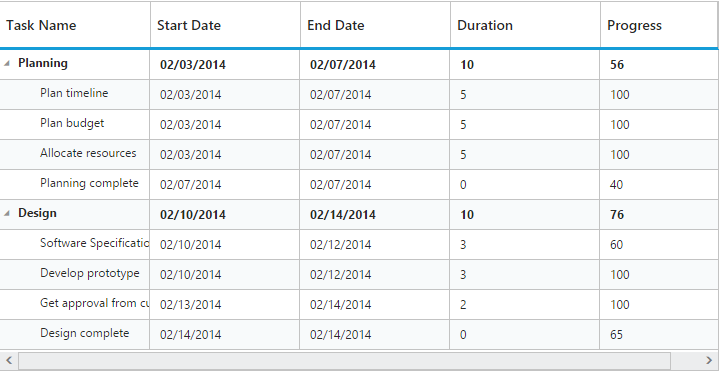 Task Name Start Date End Date Duration Progress
Planning 02/03/2014 02/07/2014 10 56
Plan timeline 02/03/2014 02/07/2014 5 100
Plan budget 02/03/2014 02/07/2014 5 100
Allocate resources 02/03/2014 02/07/2014 5 100
Planning complete 02/07/2014 02/07/2014 0 40
Design 02/10/2014 02/14/2014 10 76
Software Specificatio 02/10/2014 02/12/2014 3 60
Develop prototype 02/10/2014 02/12/2014 3 100
Get approval from cu 02/13/2014 02/14/2014 2 100
Design complete 02/14/2014 02/14/2014 0 65